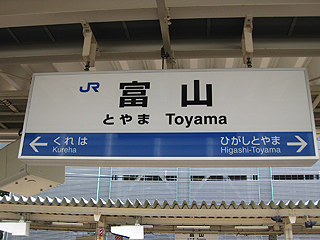 JR
富山
とやま Toyama
← くれは ひがしとやま →
Kureha Higashi-Toyama